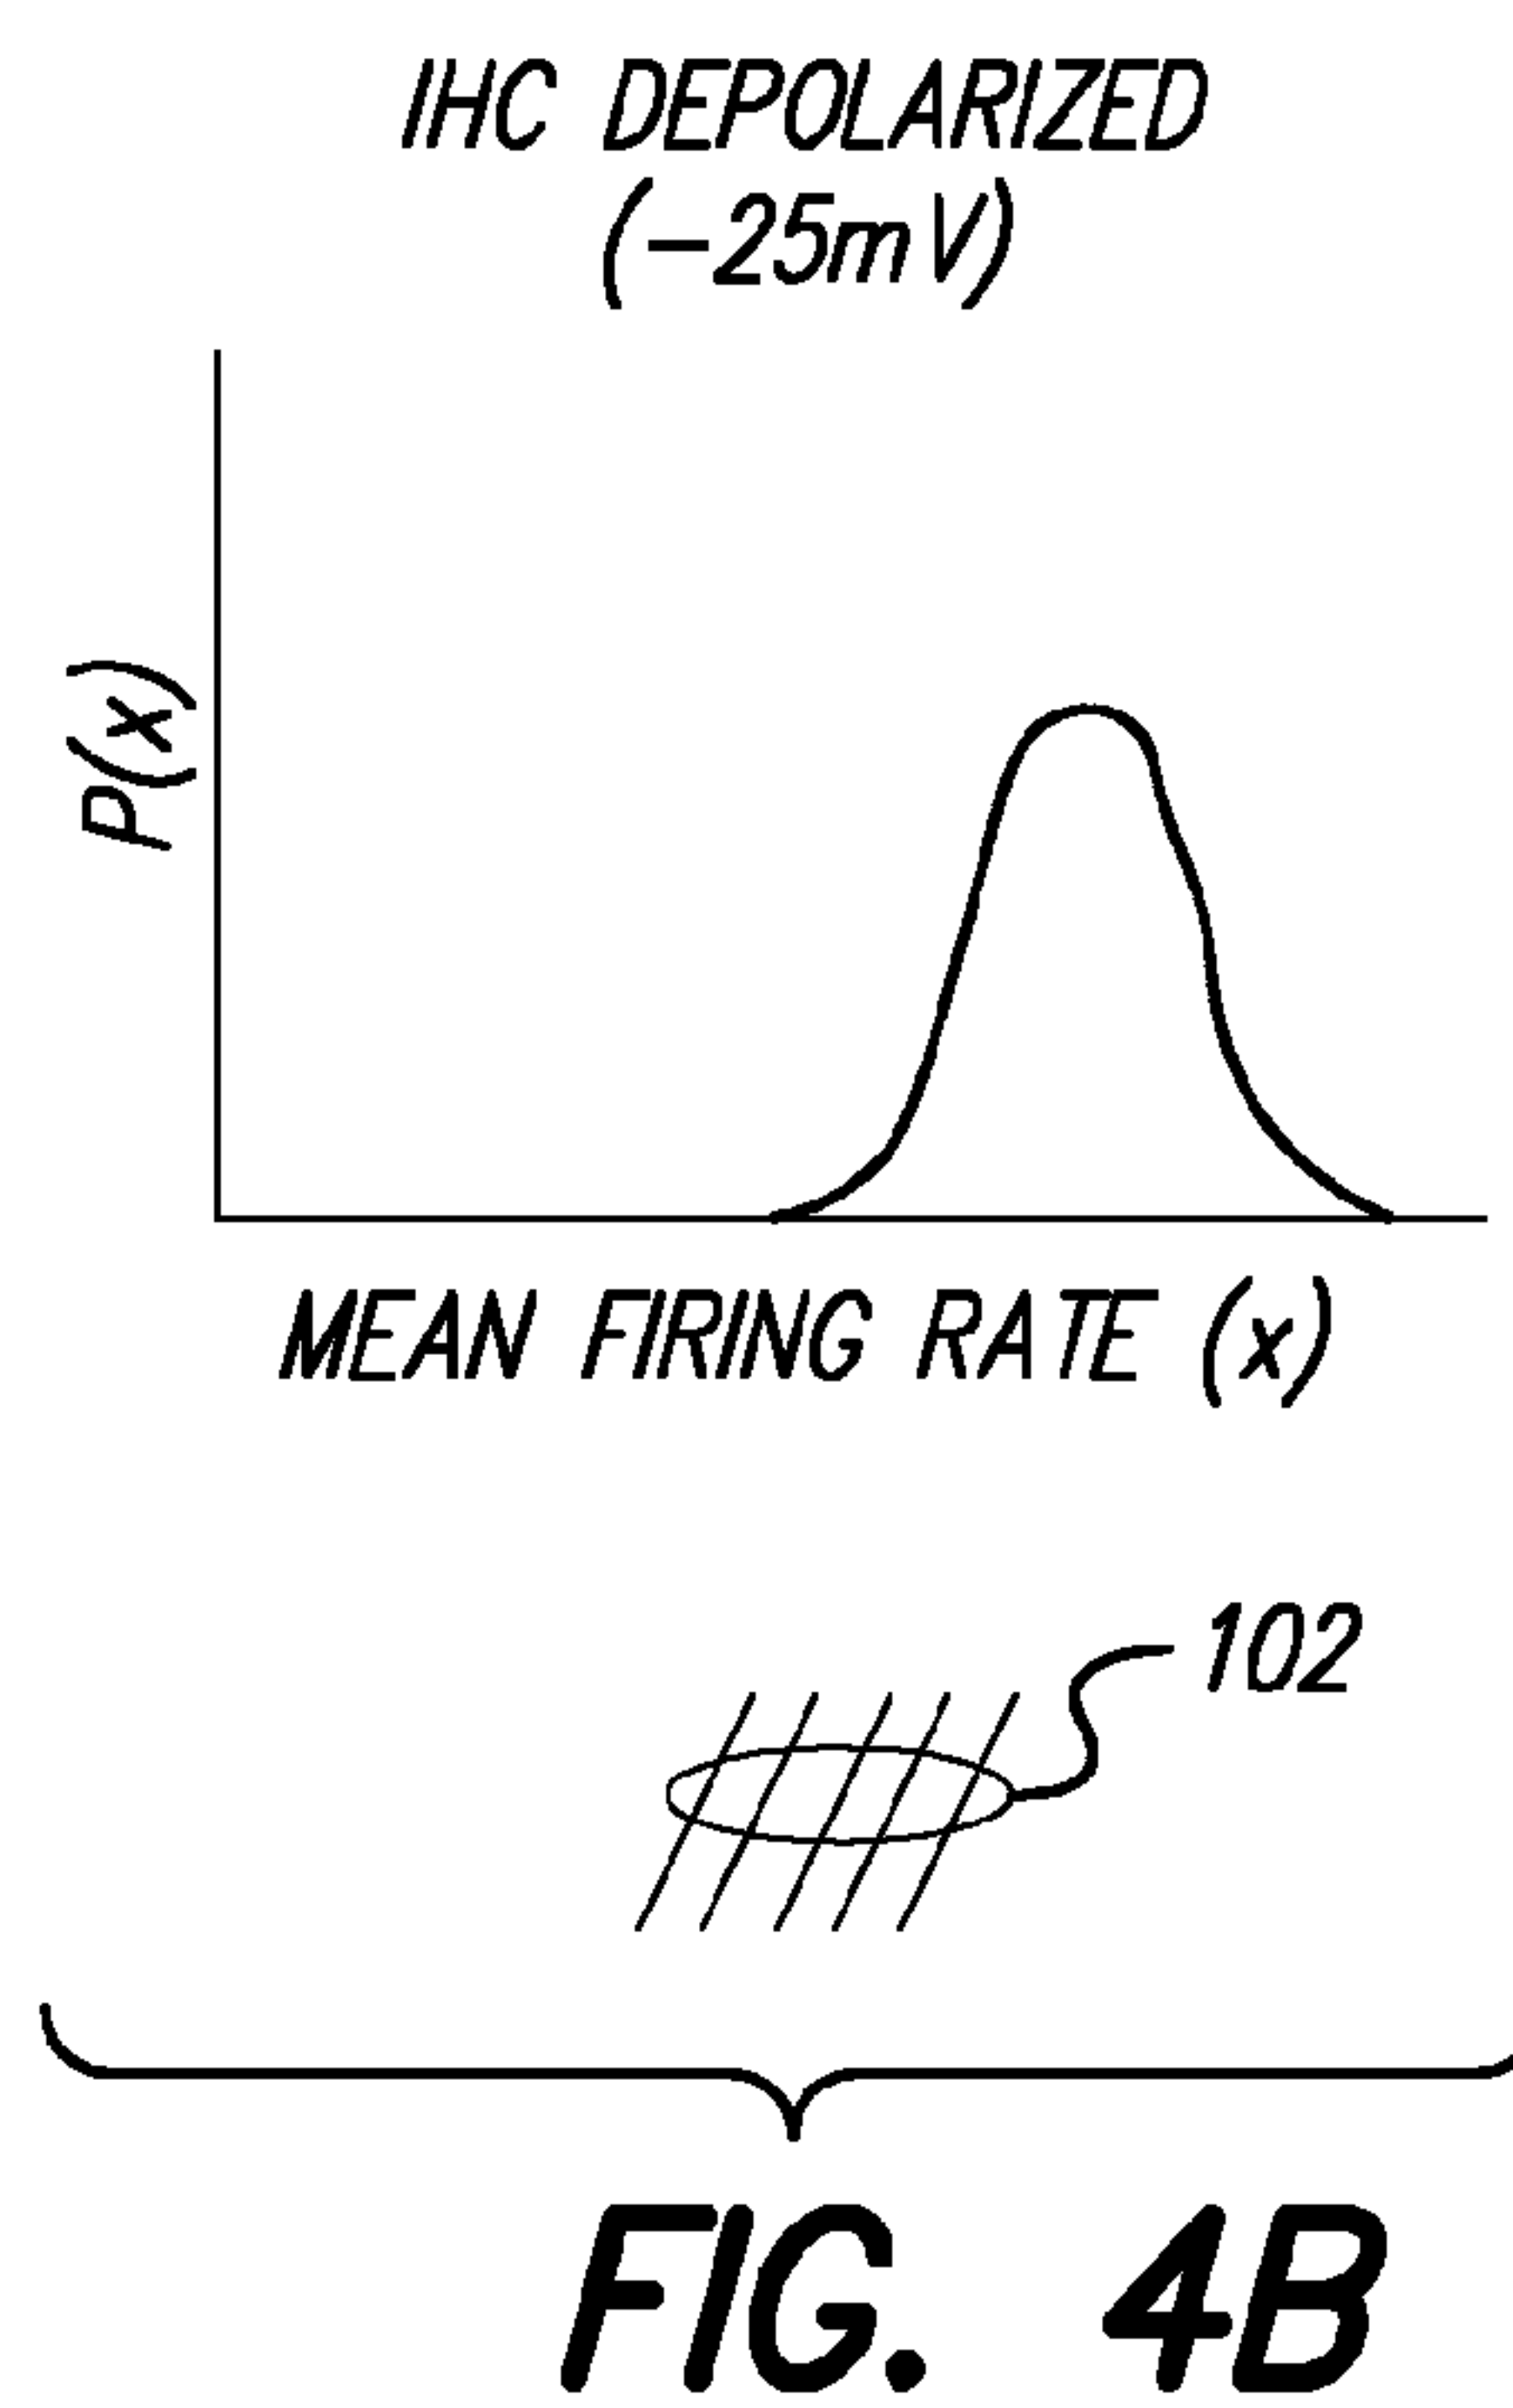 IHC DEPOLARIZED
(-25mV)
P(x)
MEAN FIRING RATE (x)
102
FIG. 4B